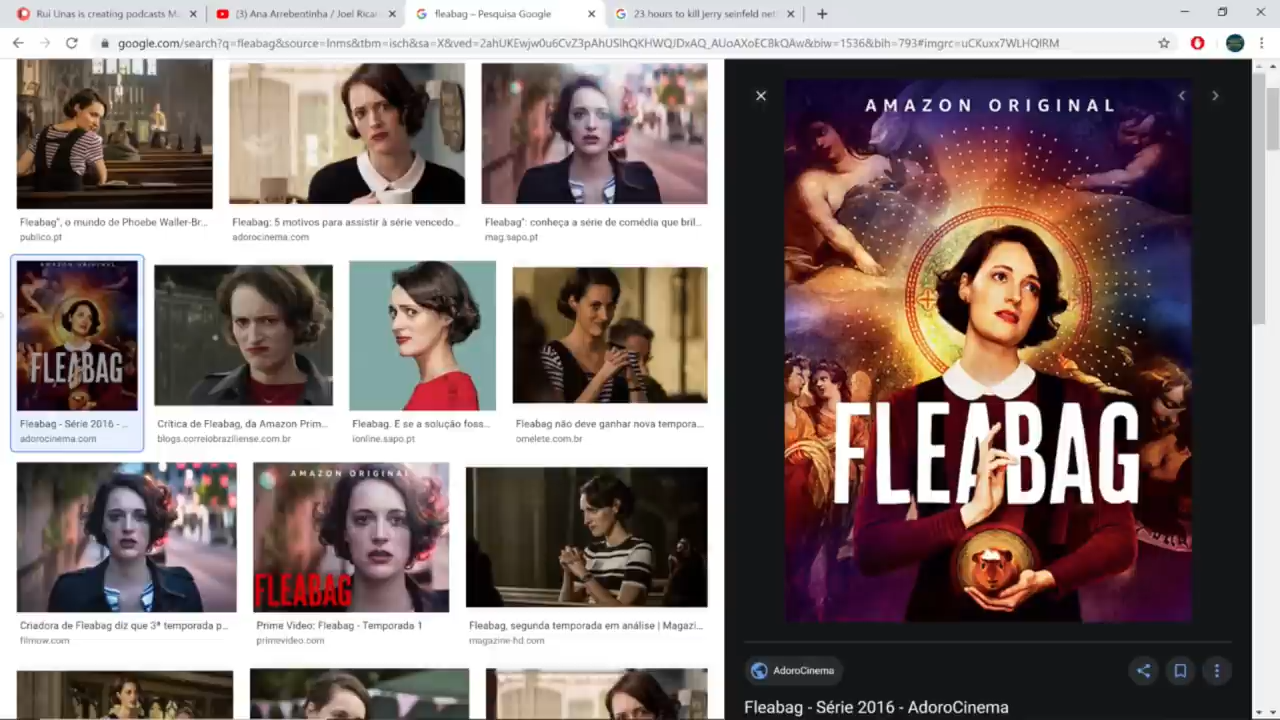 Rui Unas is creating podcasts M
(3) Ana Arrebentinha / Joel Rica
fleabag – Pesquisa Google
23 hours to kill jerry seinfeld net
google.com/search?q=fleabag&source=lnms&tbm=isch&sa=X&ved=2ahUKEwjw0u6CvZ3pAhUSlhQKHWQJDxAQ_AUoAXoEC8kQAw&biw=1536&bih=793#imgrc=uCKuxx7WLHQIRM
Fleabag", o mundo de Phoebe Waller-Br...
publico.pt
Fleabag: 5 motivos para assistir à série vencedo...
adorocinema.com
Fleabag": conheça a série de comédia que bril...
mag.sapo.pt
AMAZON ORIGINAL
FLEABAG
Fleabag - Série 2016 - ...
adorocinema.com
Crítica de Fleabag, da Amazon Prim...
blogs.correiobraziliense.com.br
Fleabag. E se a solução foss...
ionline.sapo.pt
Fleabag não deve ganhar nova tempora...
omelete.com.br
AMAZON ORIGINAL
FLEABAG
Criadora de Fleabag diz que 3ª temporada p...
filmow.com
Prime Video: Fleabag - Temporada 1
primevideo.com
Fleabag, segunda temporada em análise | Magazi...
magazine-hd.com
AMAZON ORIGINAL
FLEABAG
AdoroCinema
Fleabag - Série 2016 - AdoroCinema